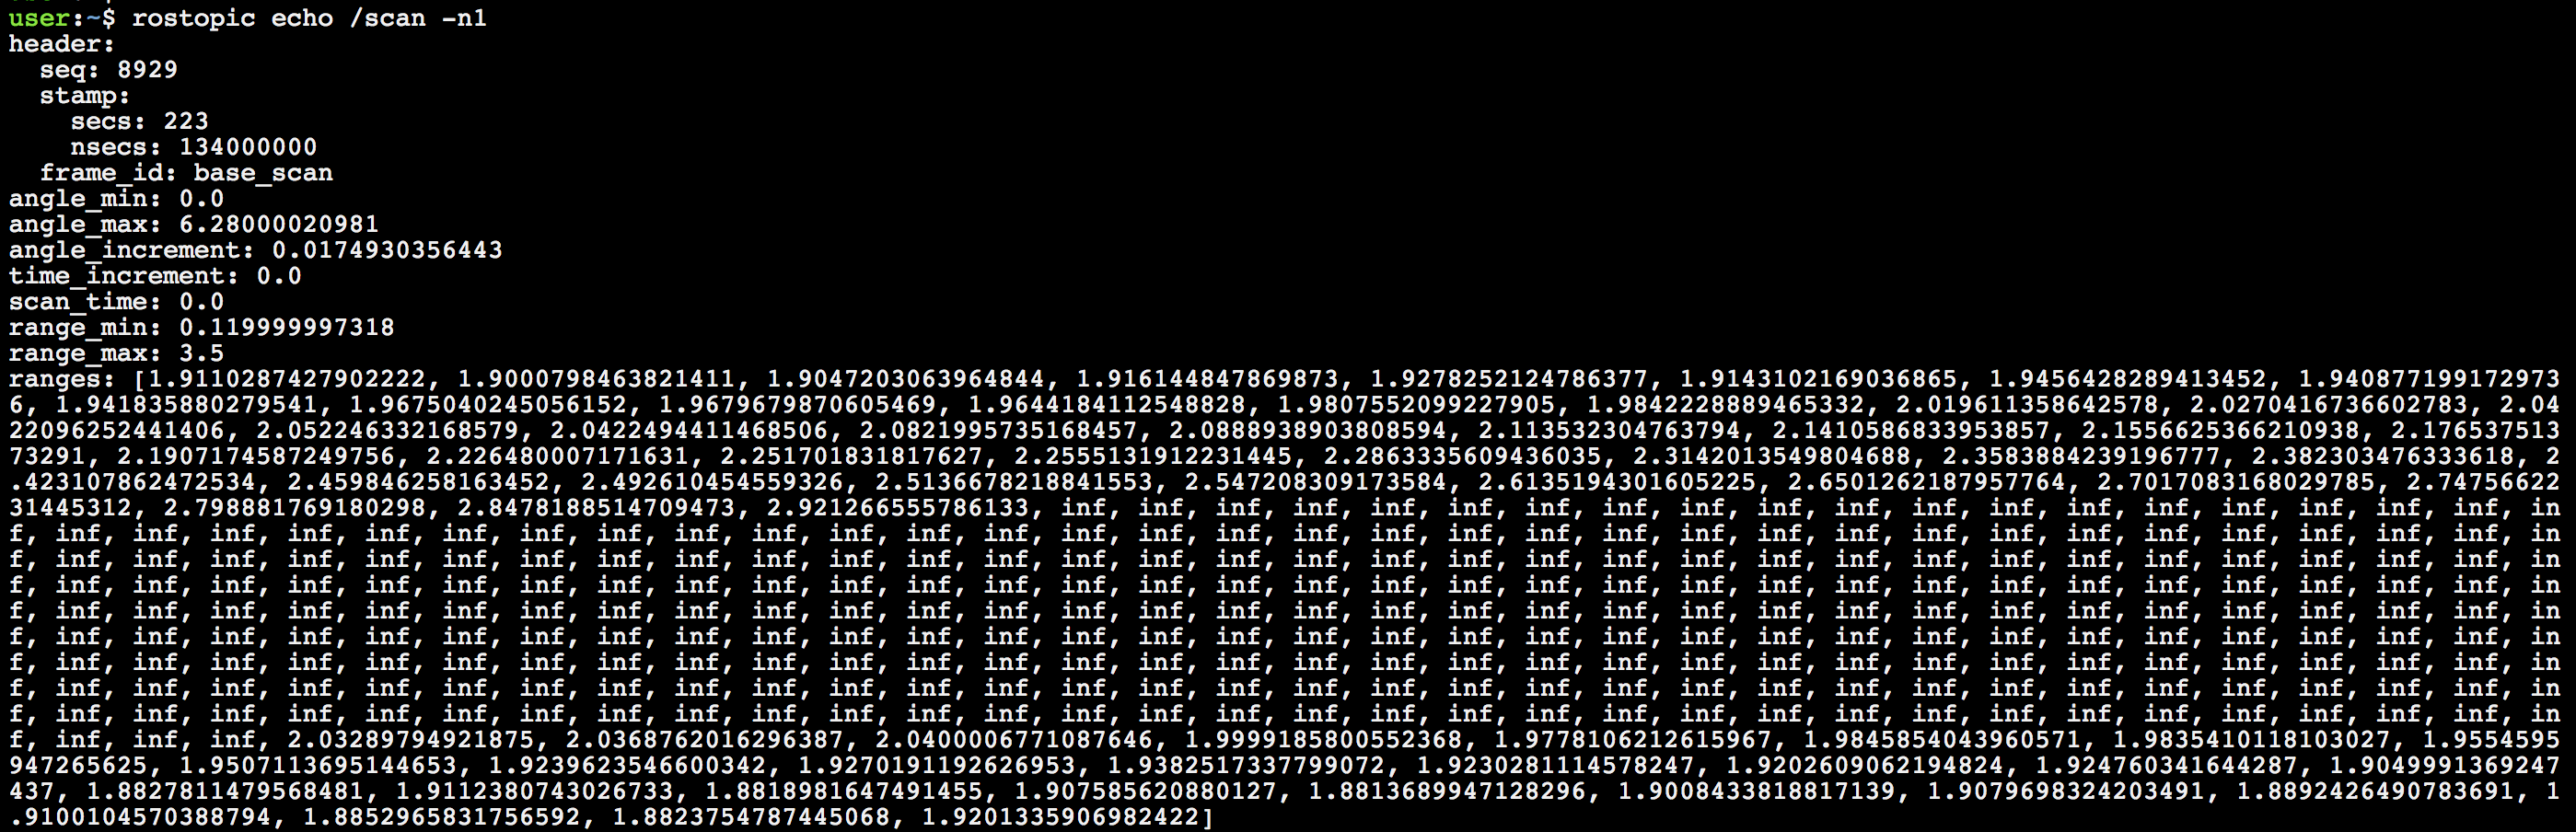 user:~$ rostopic echo /scan -n1
header:
  seq: 8929
  stamp:
    secs: 223
    nsecs: 134000000
  frame_id: base_scan
angle_min: 0.0
angle_max: 6.28000020981
angle_increment: 0.0174930356443
time_increment: 0.0
scan_time: 0.0
range_min: 0.119999997318
range_max: 3.5
ranges: [1.9110287427902222, 1.9000798463821411, 1.9047203063964844, 1.916144847869873, 1.9278252124786377, 1.9143102169036865, 1.9456428289413452, 1.940877199172973
6, 1.941835880279541, 1.9675040245056152, 1.9679679870605469, 1.9644184112548828, 1.9807552099227905, 1.9842228889465332, 2.019611358642578, 2.0270416736602783, 2.04
22096252441406, 2.052246332168579, 2.0422494411468506, 2.0821995735168457, 2.0888938903808594, 2.113532304763794, 2.1410586833953857, 2.1556625366210938, 2.176537513
73291, 2.1907174587249756, 2.226480007171631, 2.251701831817627, 2.2555131912231445, 2.2863335609436035, 2.3142013549804688, 2.3583884239196777, 2.382303476333618, 2
.423107862472534, 2.459846258163452, 2.492610454559326, 2.5136678218841553, 2.547208309173584, 2.6135194301605225, 2.6501262187957764, 2.7017083168029785, 2.74756622
31445312, 2.798881769180298, 2.8478188514709473, 2.921266555786133, inf, inf, inf, inf, inf, inf, inf, inf, inf, inf, inf, inf, inf, inf, inf, inf, inf, inf, inf, in
f, inf, inf, inf, inf, inf, inf, inf, inf, inf, inf, inf, inf, inf, inf, inf, inf, inf, inf, inf, inf, inf, inf, inf, inf, inf, inf, inf, inf, inf, inf, inf, inf, in
f, inf, inf, inf, inf, inf, inf, inf, inf, inf, inf, inf, inf, inf, inf, inf, inf, inf, inf, inf, inf, inf, inf, inf, inf, inf, inf, inf, inf, inf, inf, inf, inf, in
f, inf, inf, inf, inf, inf, inf, inf, inf, inf, inf, inf, inf, inf, inf, inf, inf, inf, inf, inf, inf, inf, inf, inf, inf, inf, inf, inf, inf, inf, inf, inf, inf, in
f, inf, inf, inf, inf, inf, inf, inf, inf, inf, inf, inf, inf, inf, inf, inf, inf, inf, inf, inf, inf, inf, inf, inf, inf, inf, inf, inf, inf, inf, inf, inf, inf, in
f, inf, inf, inf, inf, inf, inf, inf, inf, inf, inf, inf, inf, inf, inf, inf, inf, inf, inf, inf, inf, inf, inf, inf, inf, inf, inf, inf, inf, inf, inf, inf, inf, in
f, inf, inf, inf, inf, inf, inf, inf, inf, inf, inf, inf, inf, inf, inf, inf, inf, inf, inf, inf, inf, inf, inf, inf, inf, inf, inf, inf, inf, inf, inf, inf, inf, in
f, inf, inf, inf, inf, inf, inf, inf, inf, inf, inf, inf, inf, inf, inf, inf, inf, inf, inf, inf, inf, inf, inf, inf, inf, inf, inf, inf, inf, inf, inf, inf, inf, in
f, inf, inf, inf, inf, inf, inf, inf, inf, inf, inf, inf, inf, inf, inf, inf, inf, inf, inf, inf, inf, inf, inf, inf, inf, inf, inf, inf, inf, inf, inf, inf, inf, in
f, inf, inf, inf, 2.03289794921875, 2.0368762016296387, 2.0400006771087646, 1.9999185800552368, 1.9778106212615967, 1.9845854043960571, 1.9835410118103027, 1.9554595
947265625, 1.9507113695144653, 1.9239623546600342, 1.9270191192626953, 1.9382517337799072, 1.9230281114578247, 1.9202609062194824, 1.924760341644287, 1.9049991369247
437, 1.8827811479568481, 1.9112380743026733, 1.8818981647491455, 1.907585620880127, 1.8813689947128296, 1.9008433818817139, 1.9079698324203491, 1.8892426490783691, 1
.9100104570388794, 1.8852965831756592, 1.8823754787445068, 1.9201335906982422]